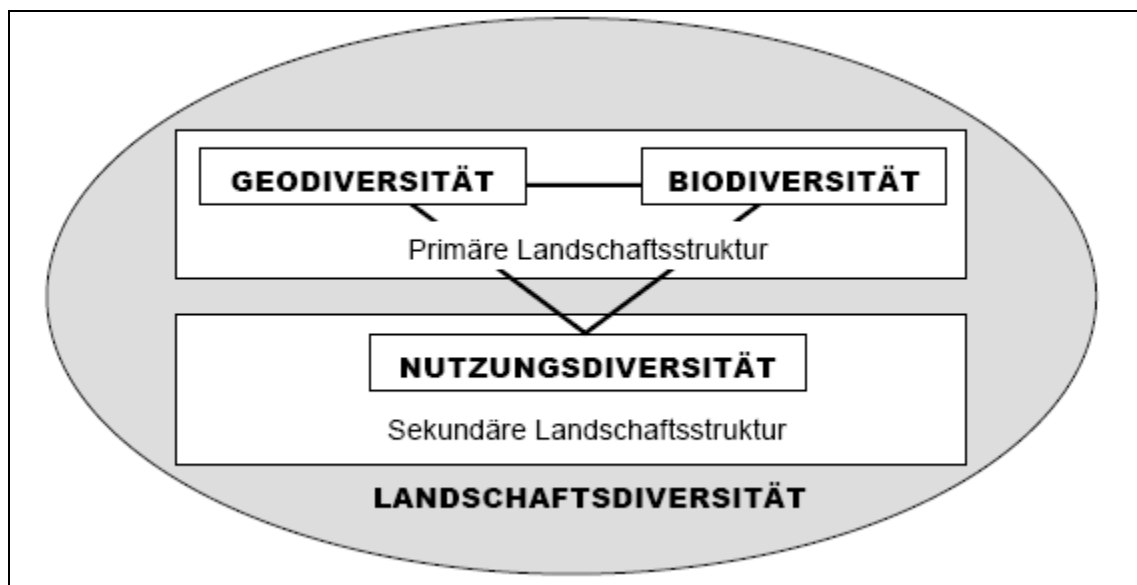 GEODIVERSITÄT
BIODIVERSITÄT
Primäre Landschaftsstruktur
NUTZUNGSDIVERSITÄT
Sekundäre Landschaftsstruktur
LANDSCHAFTSDIVERSITÄT